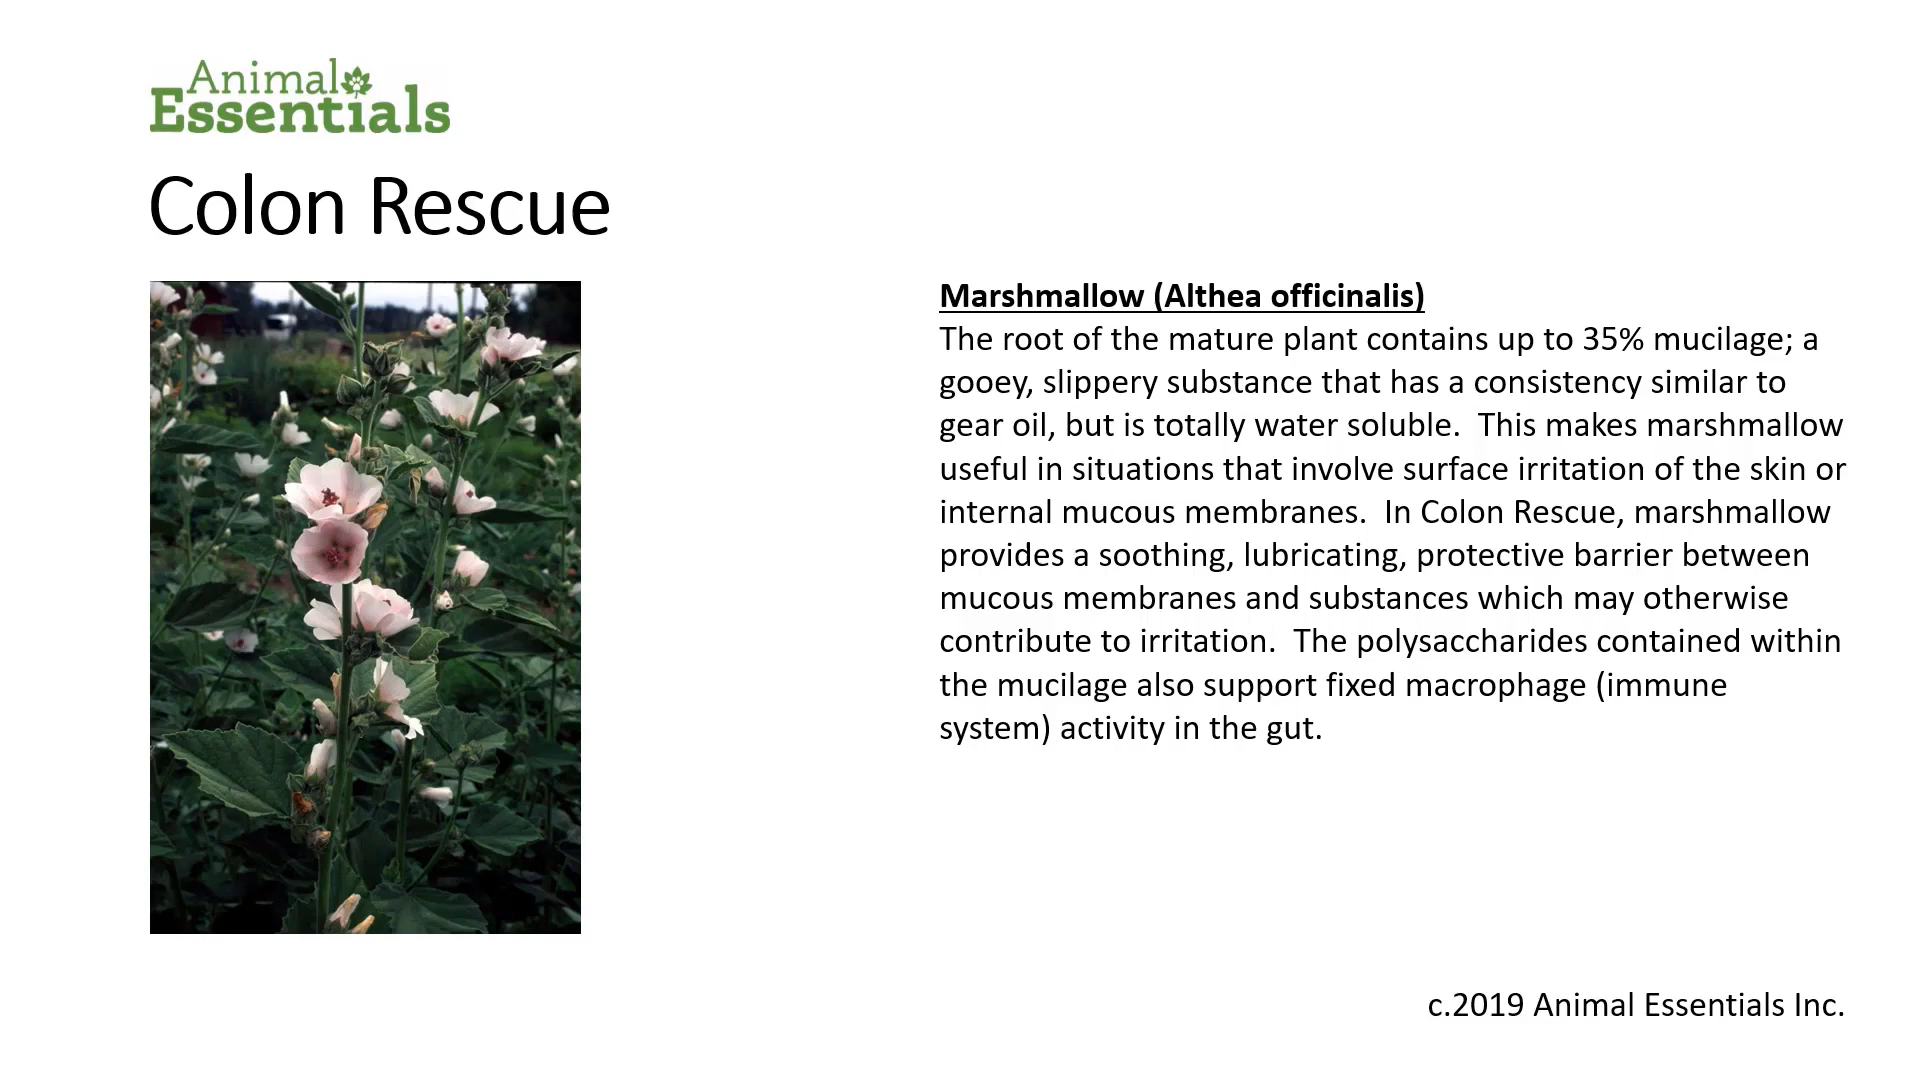 Animal
Essentials
Colon Rescue
Marshmallow (Althea officinalis)
The root of the mature plant contains up to 35% mucilage; a
gooey, slippery substance that has a consistency similar to
gear oil, but is totally water soluble.  This makes marshmallow
useful in situations that involve surface irritation of the skin or
internal mucous membranes.  In Colon Rescue, marshmallow
provides a soothing, lubricating, protective barrier between
mucous membranes and substances which may otherwise
contribute to irritation.  The polysaccharides contained within
the mucilage also support fixed macrophage (immune
system) activity in the gut.
c.2019 Animal Essentials Inc.